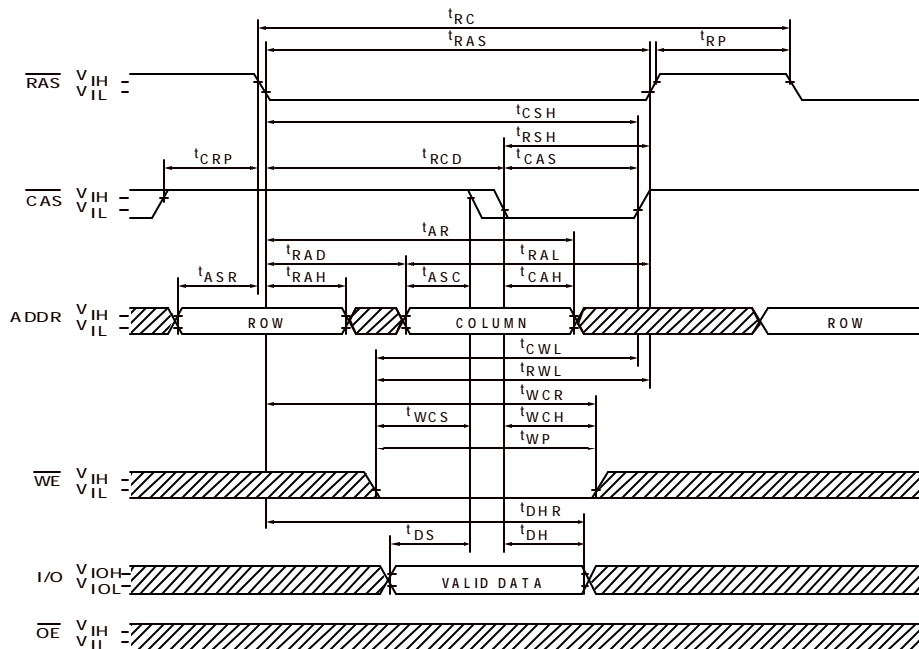 tRC
tRAS tRP
RAS VIH
VIL
tCSH
tRSH
tCRP tRCD tCAS
CAS VIH
VIL
tAR
tRAD tRAL
tASR tRAH tASC tCAH
ADDR VIH
VIL
ROW COLUMN ROW
tCWL
tRWL
tWCR
tWCS tWCH
tWP
WE VIH
VIL
tDHR
tDS tDH
I/O VIOH
VIOL
VALID DATA
OE VIH
VIL